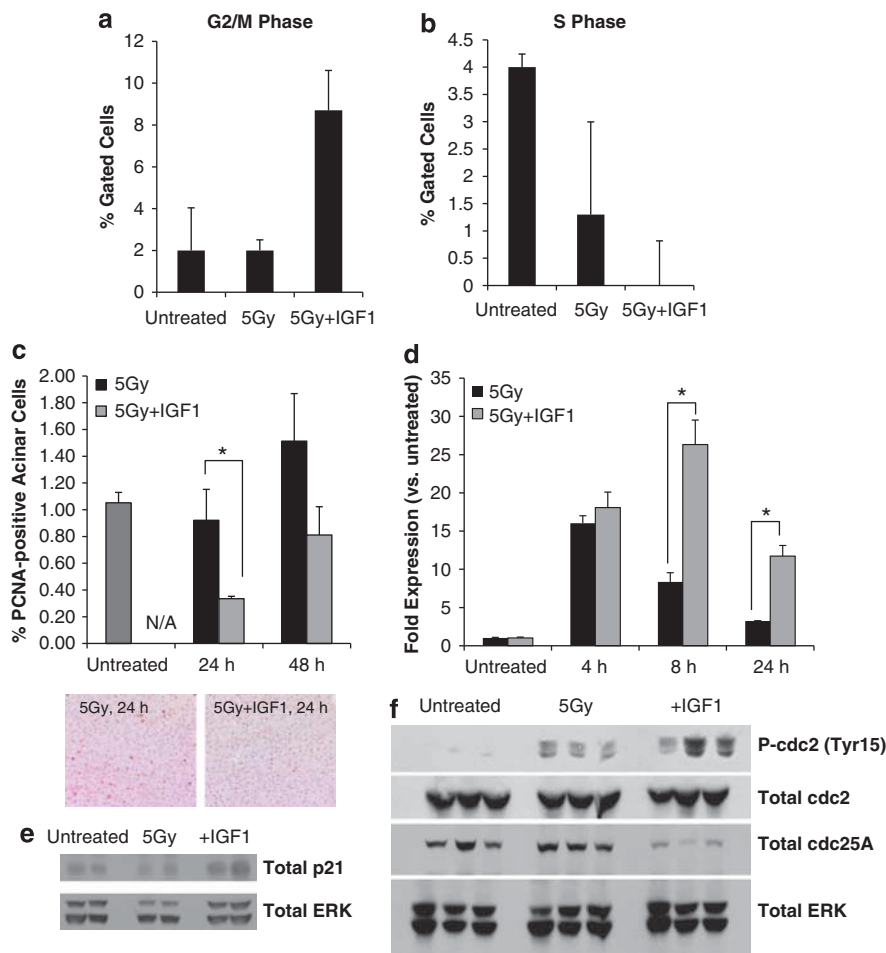 a
G2/M Phase
% Gated Cells
12
10
8
6
4
2
0
Untreated 5Gy 5Gy+IGF1
b
S Phase
% Gated Cells
4.5
4
3.5
3
2.5
2
1.5
1
0.5
0
Untreated 5Gy 5Gy+IGF1
c
% PCNA-positive Acinar Cells
2.00
1.80
1.60
1.40
1.20
1.00
0.80
0.60
0.40
0.20
0.00
5Gy
5Gy+IGF1
*
N/A
Untreated 24 h 48 h
5Gy, 24 h
5Gy+IGF1, 24 h
d
Fold Expression (vs. untreated)
35
30
25
20
15
10
5
0
5Gy
5Gy+IGF1
*
*
Untreated 4 h 8 h 24 h
e
Untreated 5Gy +IGF1
Total p21
Total ERK
f
Untreated 5Gy +IGF1
P-cdc2 (Tyr15)
Total cdc2
Total cdc25A
Total ERK